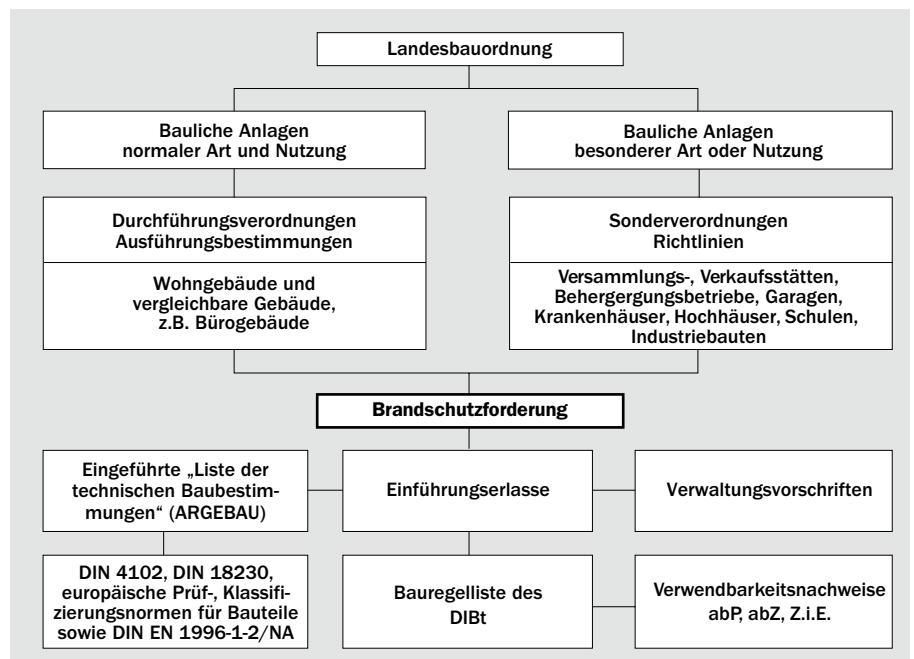 Landesbauordnung
Bauliche Anlagen
normaler Art und Nutzung
Bauliche Anlagen
besonderer Art oder Nutzung
Durchführungsverordnungen
Ausführungsbestimmungen
Wohngebäude und
vergleichbare Gebäude,
z.B. Bürogebäude
Sonderverordnungen
Richtlinien
Versammlungs-, Verkaufsstätten,
Behergergungsbetriebe, Garagen,
Krankenhäuser, Hochhäuser, Schulen,
Industriebauten
Brandschutzforderung
Eingeführte „Liste der
technischen Baubestim-
mungen“ (ARGEBAU)
Einführungserlasse
Verwaltungsvorschriften
DIN 4102, DIN 18230,
europäische Prüf-, Klassifi-
zierungsnormen für Bauteile
sowie DIN EN 1996-1-2/NA
Bauregelliste des
DIBt
Verwendbarkeitsnachweise
abP, abZ, Z.i.E.